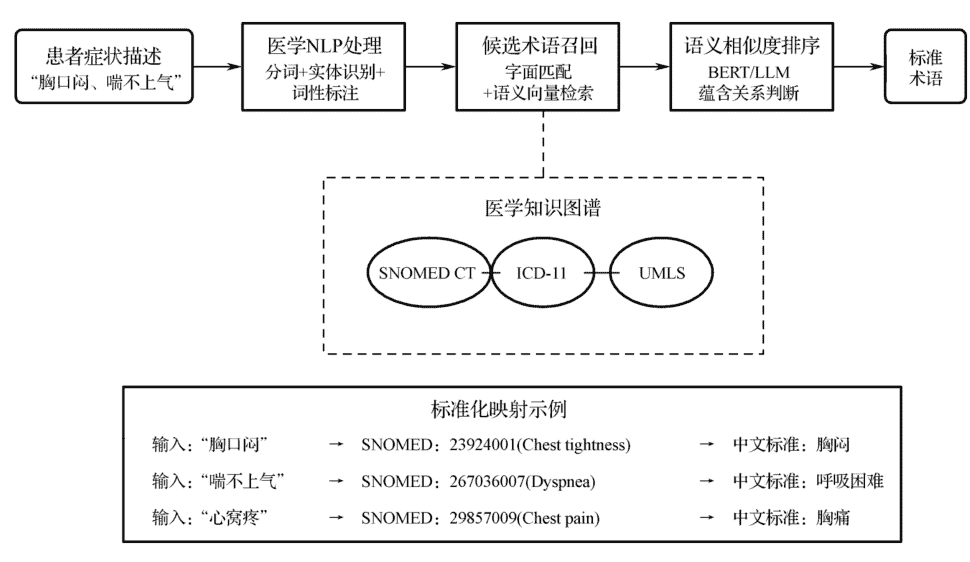 患者症状描述
“胸口闷、喘不上气”
医学NLP处理
分词+实体识别+
词性标注
候选术语召回
字面匹配
+语义向量检索
语义相似度排序
BERT/LLM
蕴含关系判断
标准
术语
医学知识图谱
SNOMED CT
ICD-11
UMLS
标准化映射示例
输入：“胸口闷” → SNOMED：23924001(Chest tightness) → 中文标准：胸闷
输入：“喘不上气” → SNOMED：267036007(Dyspnea) → 中文标准：呼吸困难
输入：“心窝疼” → SNOMED：29857009(Chest pain) → 中文标准：胸痛